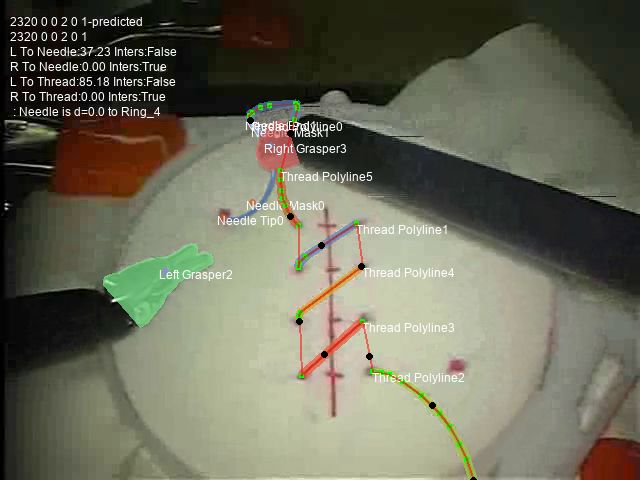 2320 0 0 2 0 1-predicted
2320 0 0 2 0 1
L To Needle:37.23 Inters:False
R To Needle:0.00 Inters:True
L To Thread:85.18 Inters:False
R To Thread:0.00 Inters:True
: Needle is d=0.0 to Ring_4
Thread Polyline0
Needle Mask1
Right Grasper3
Thread Polyline5
Needle Mask0
Needle Tip0
Thread Polyline1
Left Grasper2
Thread Polyline4
Thread Polyline3
Thread Polyline2